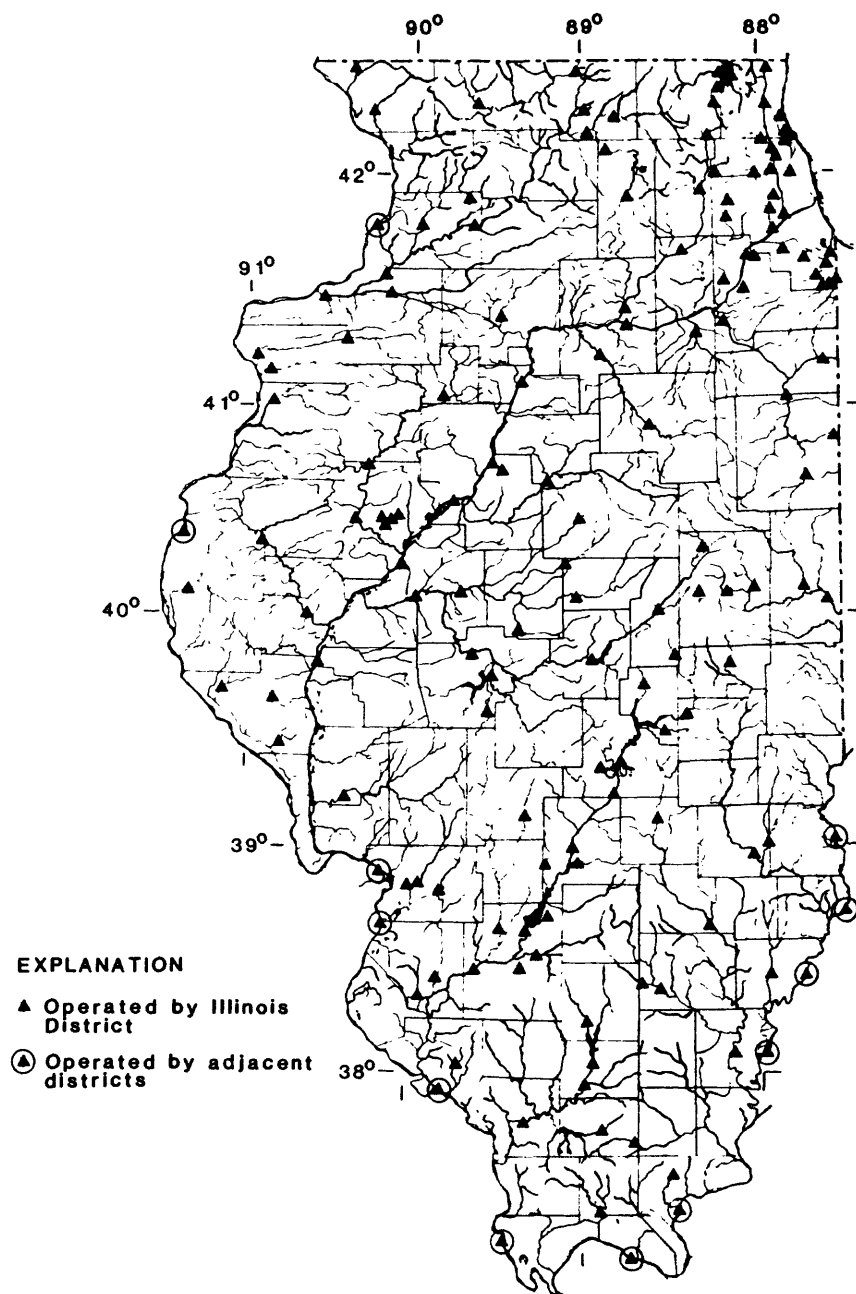 90° 89° 88°
42°
91°
41°
40°
39°
EXPLANATION
Operated by Illinois
District
Operated by adjacent
districts
38°